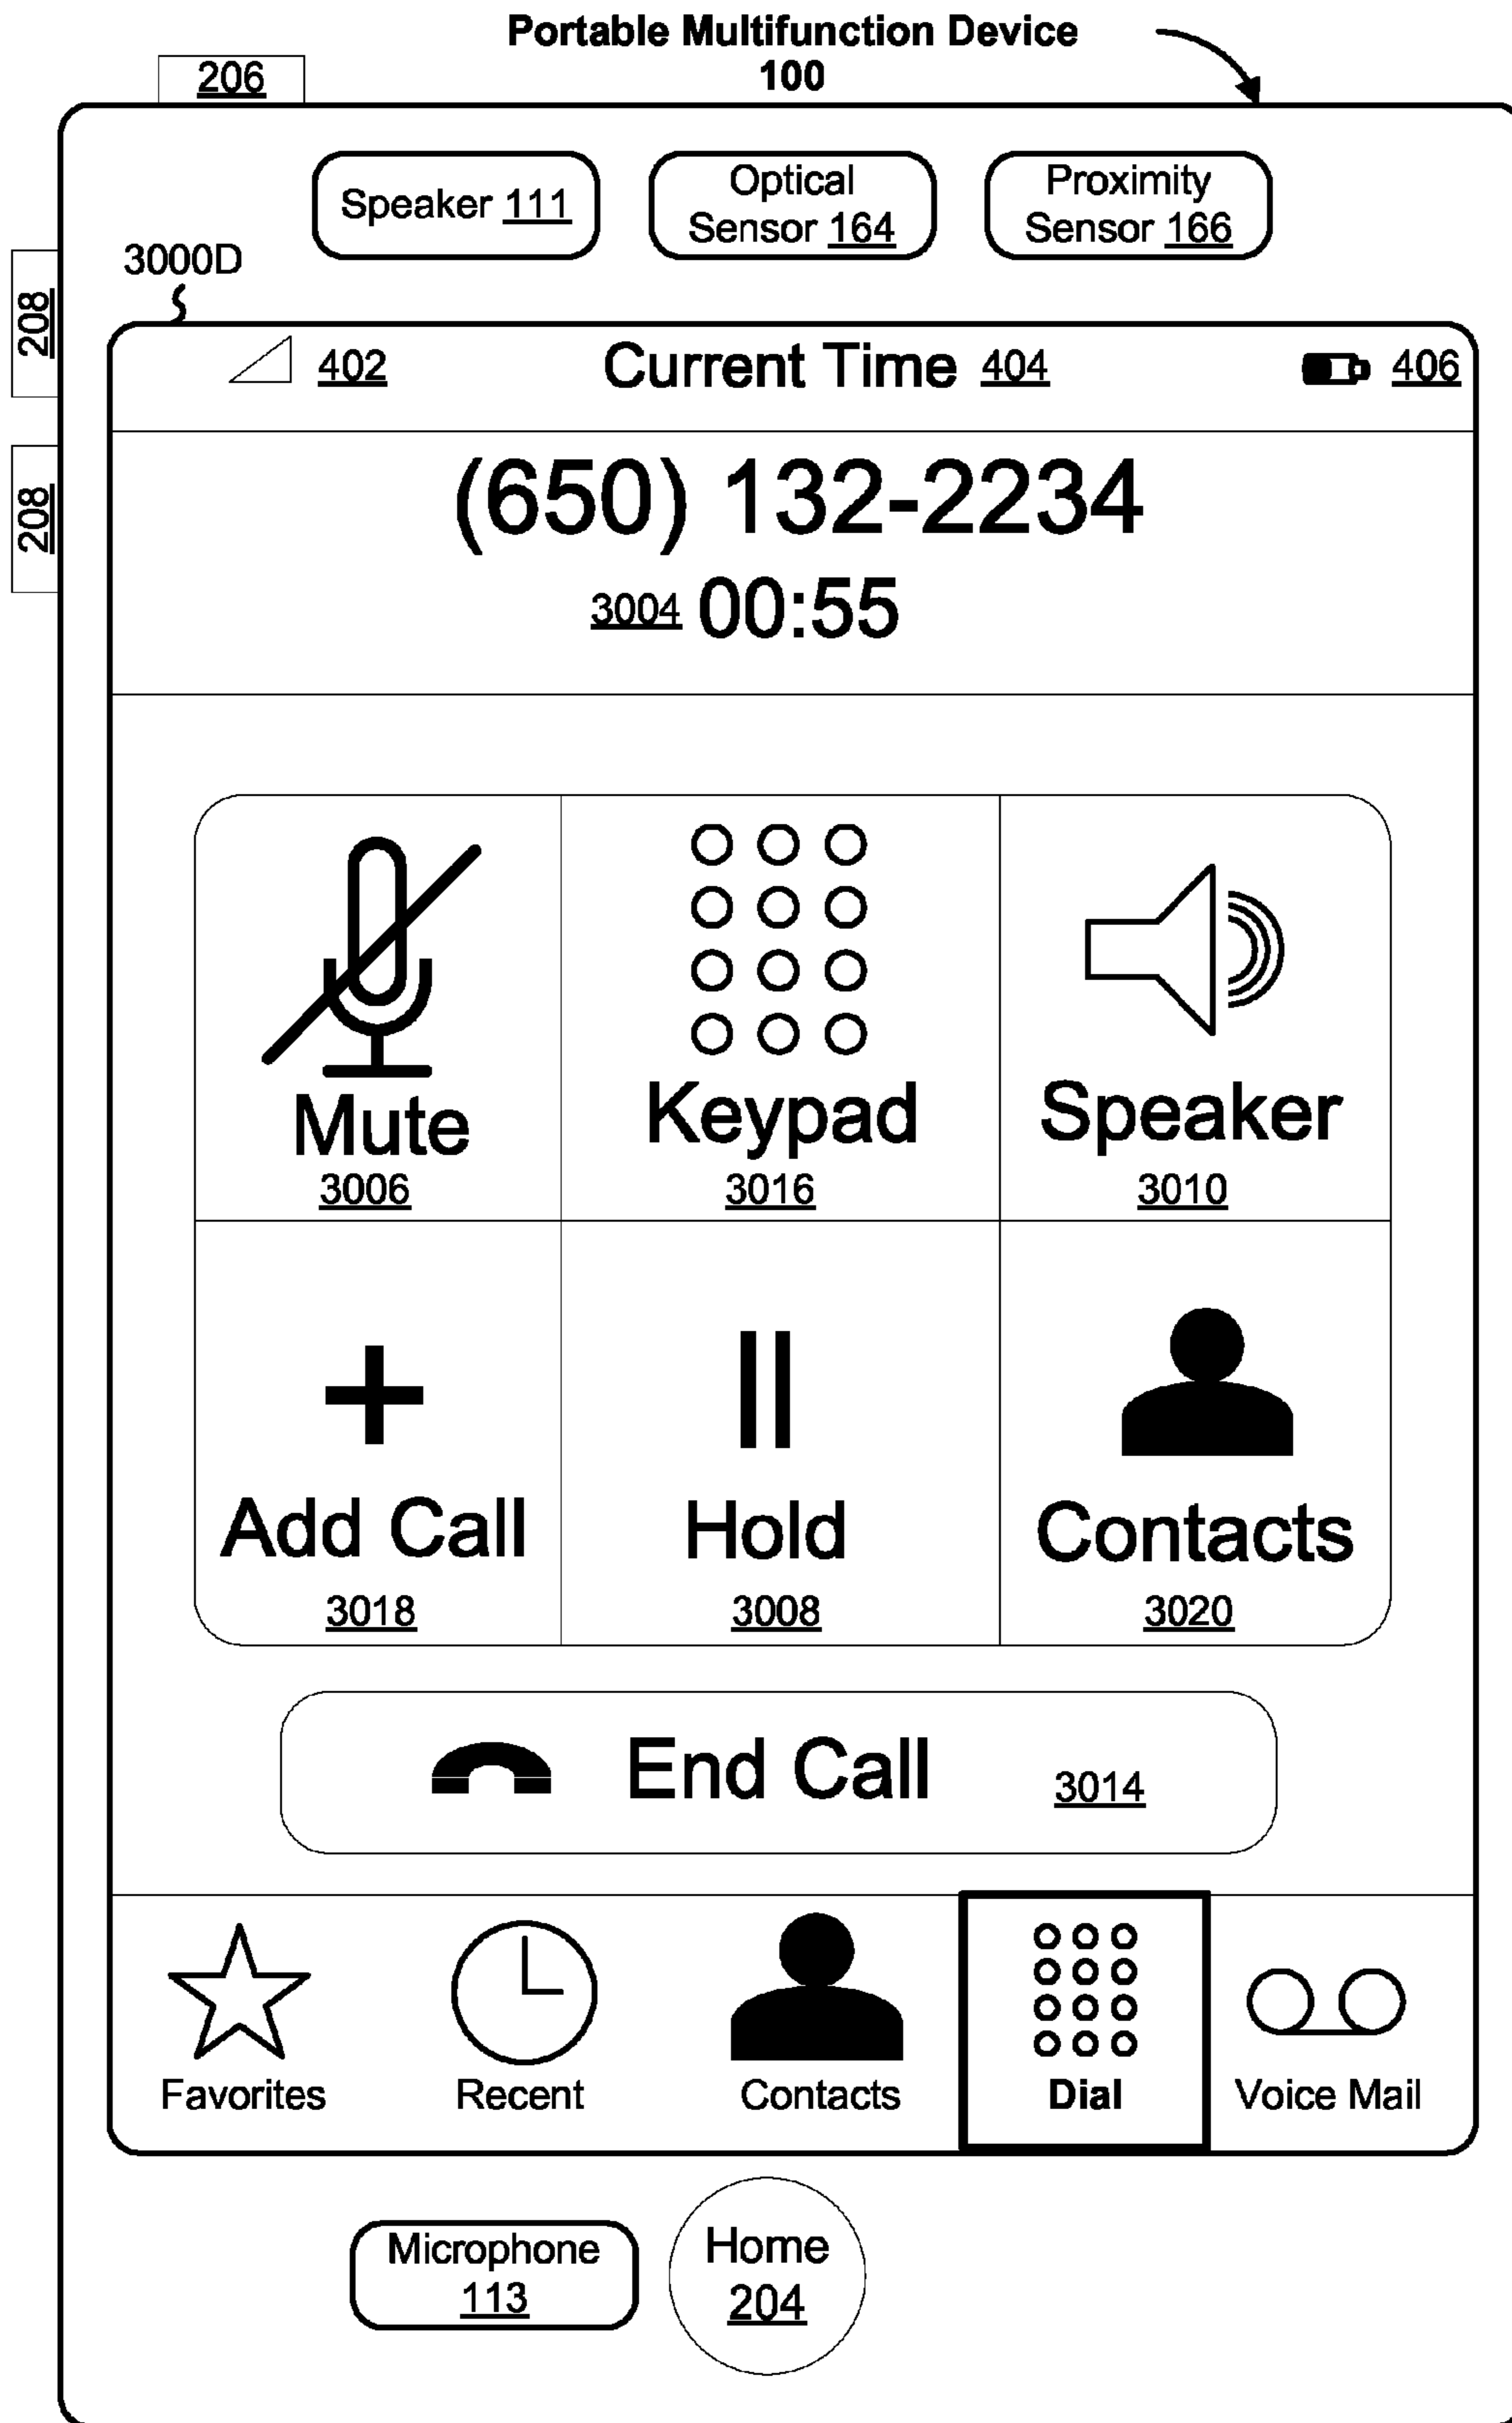 Portable Multifunction Device
100
206
Speaker 111
Optical
Sensor 164
Proximity
Sensor 166
3000D
208
208
402 Current Time 404 406
(650) 132-2234
3004 00:55
Mute
3006
Keypad
3016
Speaker
3010
Add Call
3018
Hold
3008
Contacts
3020
End Call 3014
Favorites
Recent
Contacts
Dial
Voice Mail
Microphone
113
Home
204